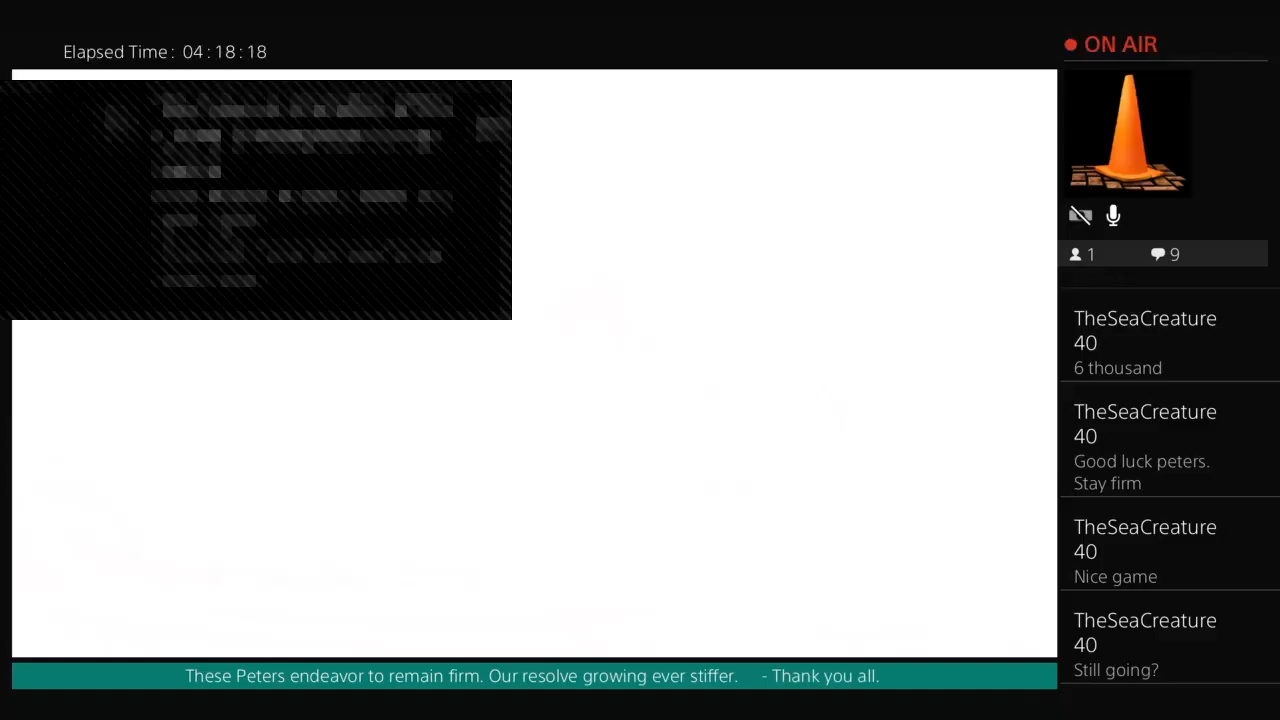 Elapsed Time: 04:18:18
ON AIR
1 9
TheSeaCreature
40
6 thousand
TheSeaCreature
40
Good luck peters.
Stay firm
TheSeaCreature
40
Nice game
TheSeaCreature
40
Still going?
These Peters endeavor to remain firm. Our resolve growing ever stiffer. - Thank you all.